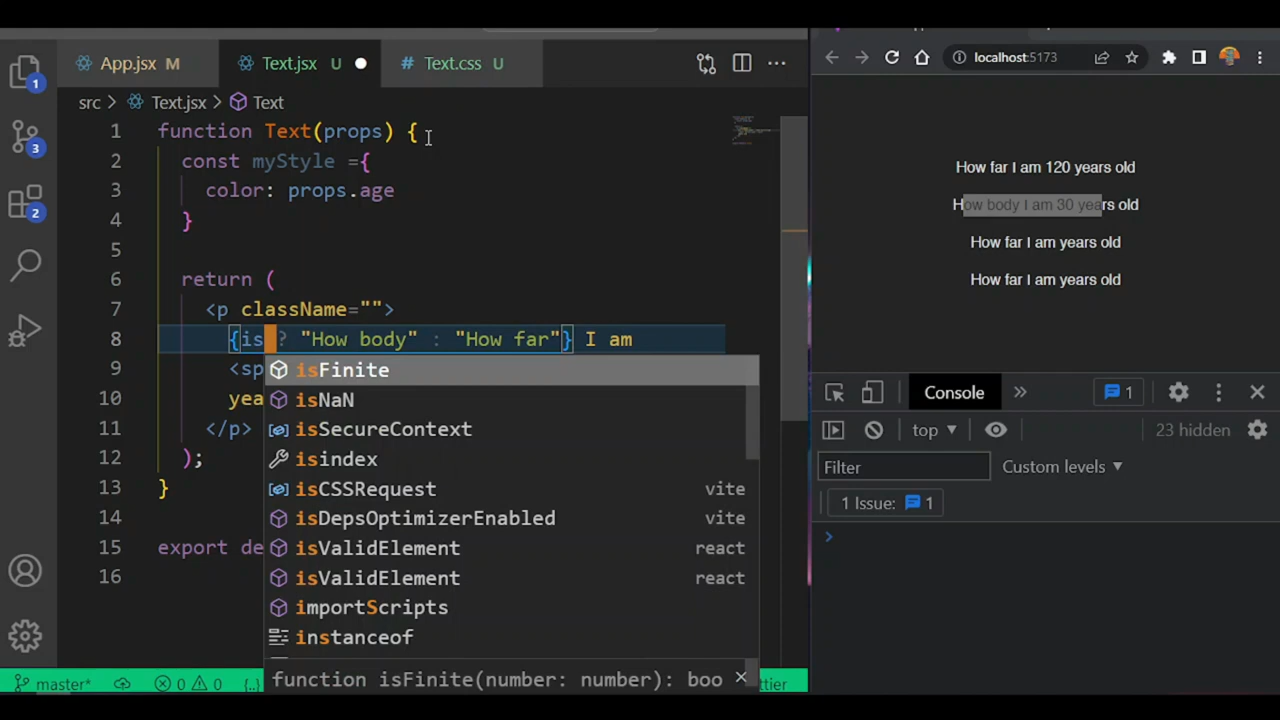 App.jsx M
Text.jsx U
# Text.css U
src > Text.jsx > Text
1 function Text(props) {
2 const myStyle ={
3 color: props.age
4 }
5
6 return (
7 <p className="">
8 {is ? "How body" : "How far"} I am
9 <sp
10 yea
11 </p>
12 );
13 }
14
15 export de
16
isFinite
isNaN
isSecureContext
isindex
isCSSRequest vite
isDepsOptimizerEnabled vite
isValidElement react
isValidElement react
importScripts
instanceof
function isFinite(number: number): boo
1
3
2
master* 0 0 {..} ttier
localhost:5173
How far I am 120 years old
How body I am 30 years old
How far I am years old
How far I am years old
Console » 1
top 23 hidden
Filter Custom levels
1 Issue: 1